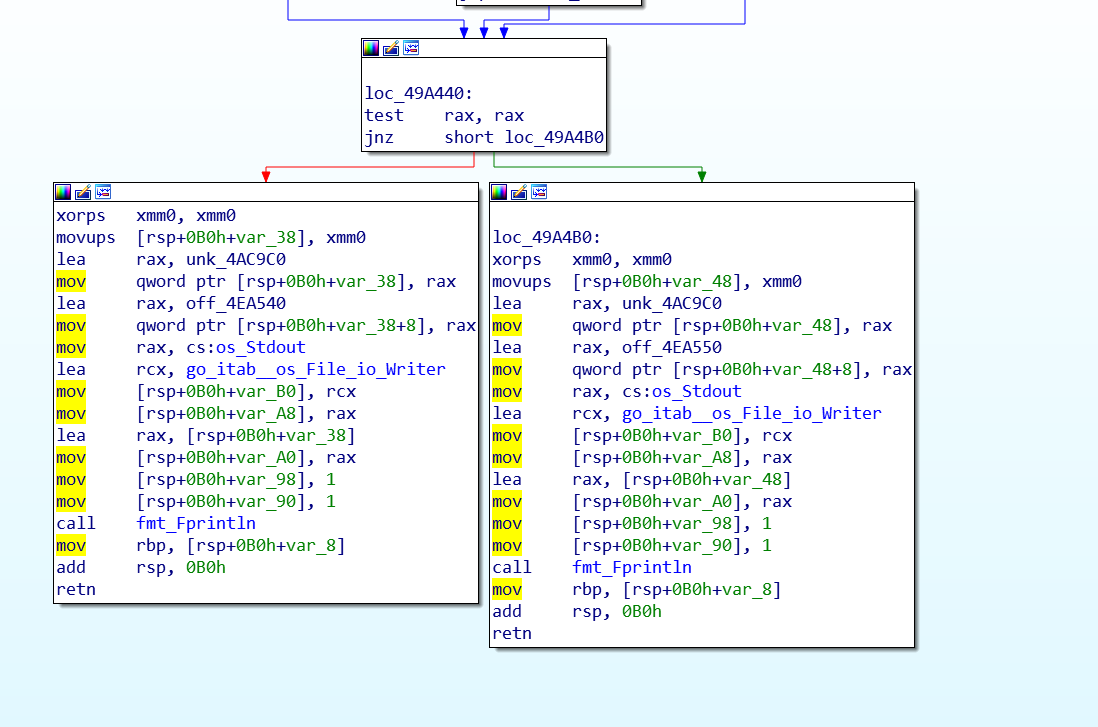 loc_49A440:
test    rax, rax
jnz     short loc_49A4B0
xorps   xmm0, xmm0
movups  [rsp+0B0h+var_38], xmm0
lea     rax, unk_4AC9C0
mov     qword ptr [rsp+0B0h+var_38], rax
lea     rax, off_4EA540
mov     qword ptr [rsp+0B0h+var_38+8], rax
mov     rax, cs:os_Stdout
lea     rcx, go_itab__os_File_io_Writer
mov     [rsp+0B0h+var_B0], rcx
mov     [rsp+0B0h+var_A8], rax
lea     rax, [rsp+0B0h+var_38]
mov     [rsp+0B0h+var_A0], rax
mov     [rsp+0B0h+var_98], 1
mov     [rsp+0B0h+var_90], 1
call    fmt_Fprintln
mov     rbp, [rsp+0B0h+var_8]
add     rsp, 0B0h
retn
loc_49A4B0:
xorps   xmm0, xmm0
movups  [rsp+0B0h+var_48], xmm0
lea     rax, unk_4AC9C0
mov     qword ptr [rsp+0B0h+var_48], rax
lea     rax, off_4EA550
mov     qword ptr [rsp+0B0h+var_48+8], rax
mov     rax, cs:os_Stdout
lea     rcx, go_itab__os_File_io_Writer
mov     [rsp+0B0h+var_B0], rcx
mov     [rsp+0B0h+var_A8], rax
lea     rax, [rsp+0B0h+var_48]
mov     [rsp+0B0h+var_A0], rax
mov     [rsp+0B0h+var_98], 1
mov     [rsp+0B0h+var_90], 1
call    fmt_Fprintln
mov     rbp, [rsp+0B0h+var_8]
add     rsp, 0B0h
retn